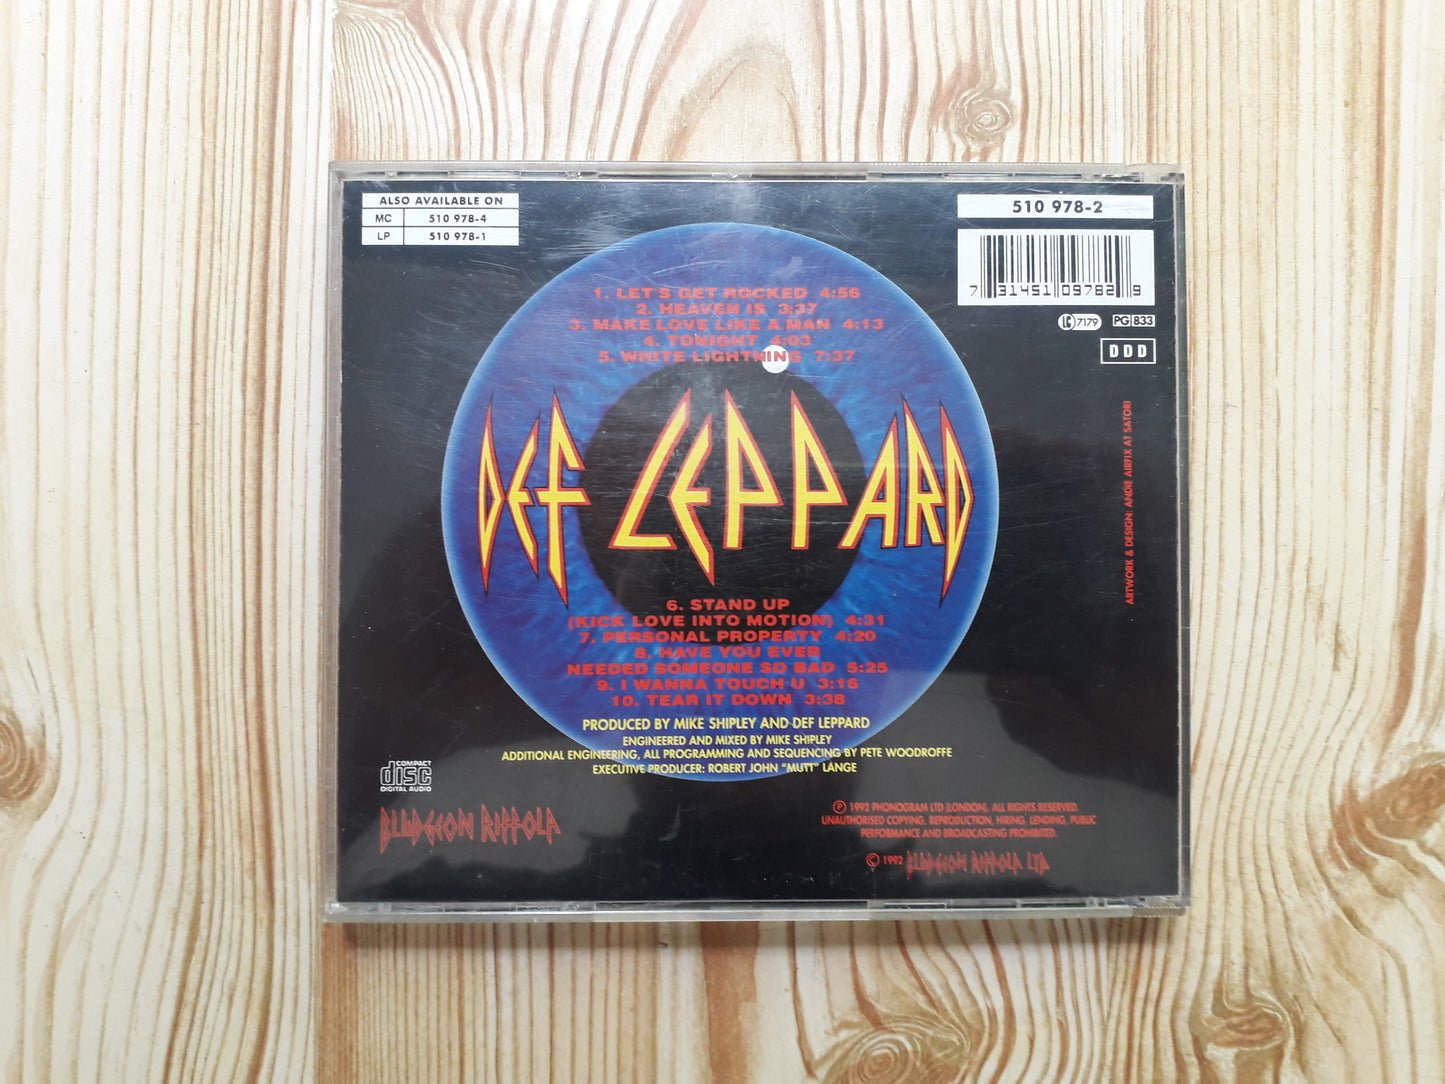 ALSO AVAILABLE ON
MC 510 978-4
LP 510 978-1
510 978-2
7 31451 09782 9
LC 7179 PG 833
DDD
1. LET'S GET ROCKED 4:56
2. HEAVEN IS 3:37
3. MAKE LOVE LIKE A MAN 4:13
4. TONIGHT 4:03
5. WHITE LIGHTNING 7:37
DEF LEPPARD
ARTWORK & DESIGN: ANDIE AIRFIX AT SATORI
6. STAND UP
(KICK LOVE INTO MOTION) 4:31
7. PERSONAL PROPERTY 4:20
8. HAVE YOU EVER
NEEDED SOMEONE SO BAD 5:25
9. I WANNA TOUCH U 3:16
10. TEAR IT DOWN 3:38
PRODUCED BY MIKE SHIPLEY AND DEF LEPPARD
ENGINEERED AND MIXED BY MIKE SHIPLEY
ADDITIONAL ENGINEERING, ALL PROGRAMMING AND SEQUENCING BY PETE WOODROFFE
EXECUTIVE PRODUCER: ROBERT JOHN "MUTT" LANGE
COMPACT
disc
DIGITAL AUDIO
BLUDGEON RIFFOLA
℗ 1992 PHONOGRAM LTD (LONDON). ALL RIGHTS RESERVED.
UNAUTHORISED COPYING, REPRODUCTION, HIRING, LENDING, PUBLIC
PERFORMANCE AND BROADCASTING PROHIBITED.
© 1992 BLUDGEON RIFFOLA LTD.